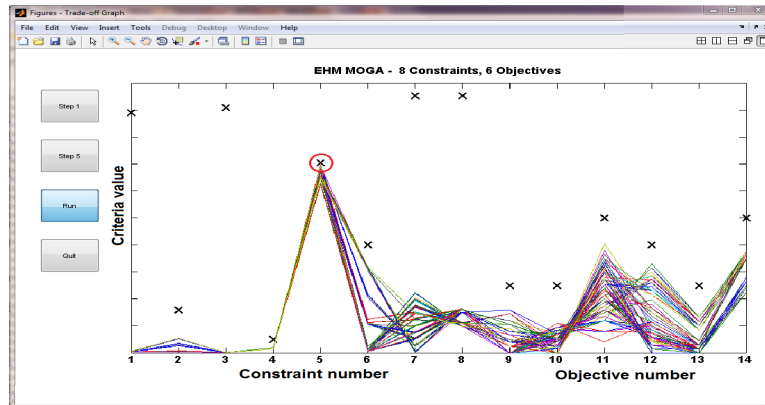 Figures - Trade-off Graph
File Edit View Insert Tools Debug Desktop Window Help
EHM MOGA - 8 Constraints, 6 Objectives
Step 1
Step 5
Run
Quit
Criteria value
1 2 3 4 5 6 7 8 9 10 11 12 13 14
Constraint number Objective number